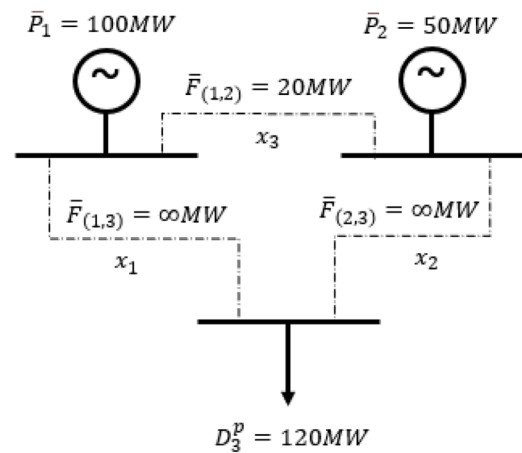 P̄₁ = 100MW
P̄₂ = 50MW
~
~
F̄₍₁,₂₎ = 20MW
x₃
F̄₍₁,₃₎ = ∞MW
F̄₍₂,₃₎ = ∞MW
x₁
x₂
D₃ᵖ = 120MW